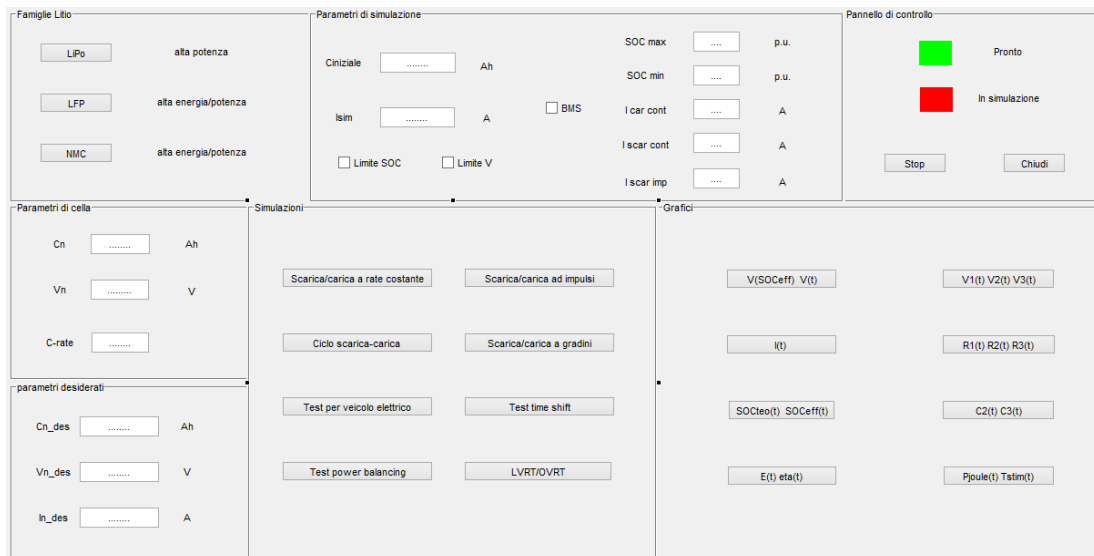 Famiglie Litio
LiPo alta potenza
LFP alta energia/potenza
NMC alta energia/potenza
Parametri di simulazione
Ciniziale ........ Ah
Isim ........ A
Limite SOC Limite V
BMS
SOC max .... p.u.
SOC min .... p.u.
I car cont .... A
I scar cont .... A
I scar imp .... A
Pannello di controllo
Pronto
In simulazione
Stop Chiudi
Parametri di cella
Cn ........ Ah
Vn ......... V
C-rate ........
parametri desiderati
Cn_des ........ Ah
Vn_des ........ V
In_des ........ A
Simulazioni
Scarica/carica a rate costante Scarica/carica ad impulsi
Ciclo scarica-carica Scarica/carica a gradini
Test per veicolo elettrico Test time shift
Test power balancing LVRT/OVRT
Grafici
V(SOCeff) V(t) V1(t) V2(t) V3(t)
I(t) R1(t) R2(t) R3(t)
SOCteo(t) SOCeff(t) C2(t) C3(t)
E(t) eta(t) Pjoule(t) Tstim(t)